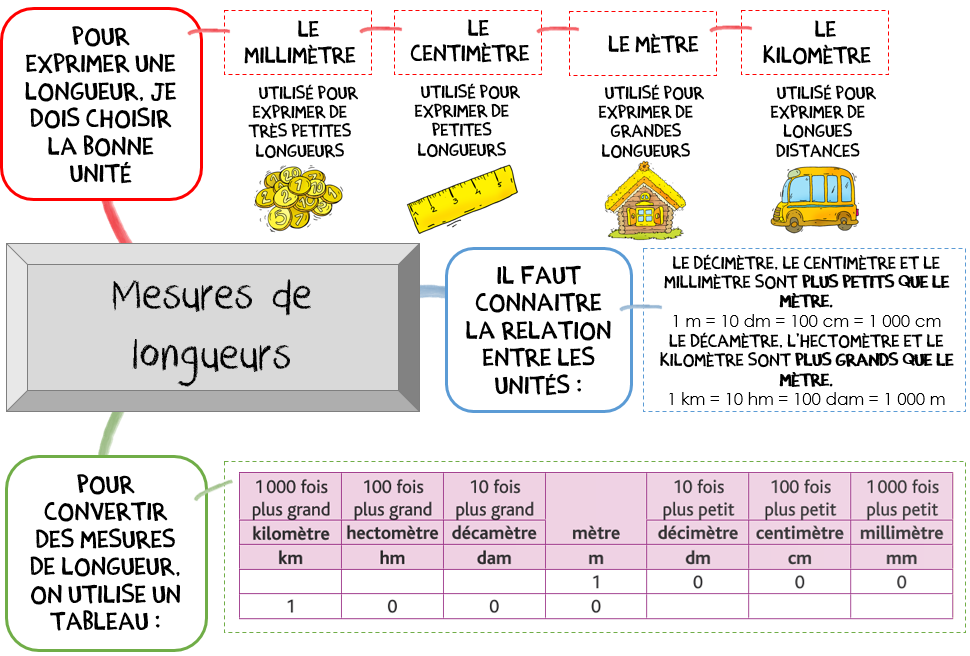 POUR
EXPRIMER UNE
LONGUEUR, JE
DOIS CHOISIR
LA BONNE
UNITÉ
LE
MILLIMÈTRE
UTILISÉ POUR
EXPRIMER DE
TRÈS PETITES
LONGUEURS
LE
CENTIMÈTRE
UTILISÉ POUR
EXPRIMER DE
PETITES
LONGUEURS
LE MÈTRE
UTILISÉ POUR
EXPRIMER DE
GRANDES
LONGUEURS
LE
KILOMÈTRE
UTILISÉ POUR
EXPRIMER DE
LONGUES
DISTANCES
Mesures de
longueurs
IL FAUT
CONNAITRE
LA RELATION
ENTRE LES
UNITÉS :
LE DÉCIMÈTRE, LE CENTIMÈTRE ET LE
MILLIMÈTRE SONT PLUS PETITS QUE LE
MÈTRE.
1 m = 10 dm = 100 cm = 1 000 cm
LE DÉCAMÈTRE, L'HECTOMÈTRE ET LE
KILOMÈTRE SONT PLUS GRANDS QUE LE
MÈTRE.
1 km = 10 hm = 100 dam = 1 000 m
POUR
CONVERTIR
DES MESURES
DE LONGUEUR,
ON UTILISE UN
TABLEAU :
1 000 fois 100 fois 10 fois 10 fois 100 fois 1 000 fois
plus grand plus grand plus grand plus petit plus petit plus petit
kilomètre hectomètre décamètre mètre décimètre centimètre millimètre
km hm dam m dm cm mm
1 0 0 0
1 0 0 0